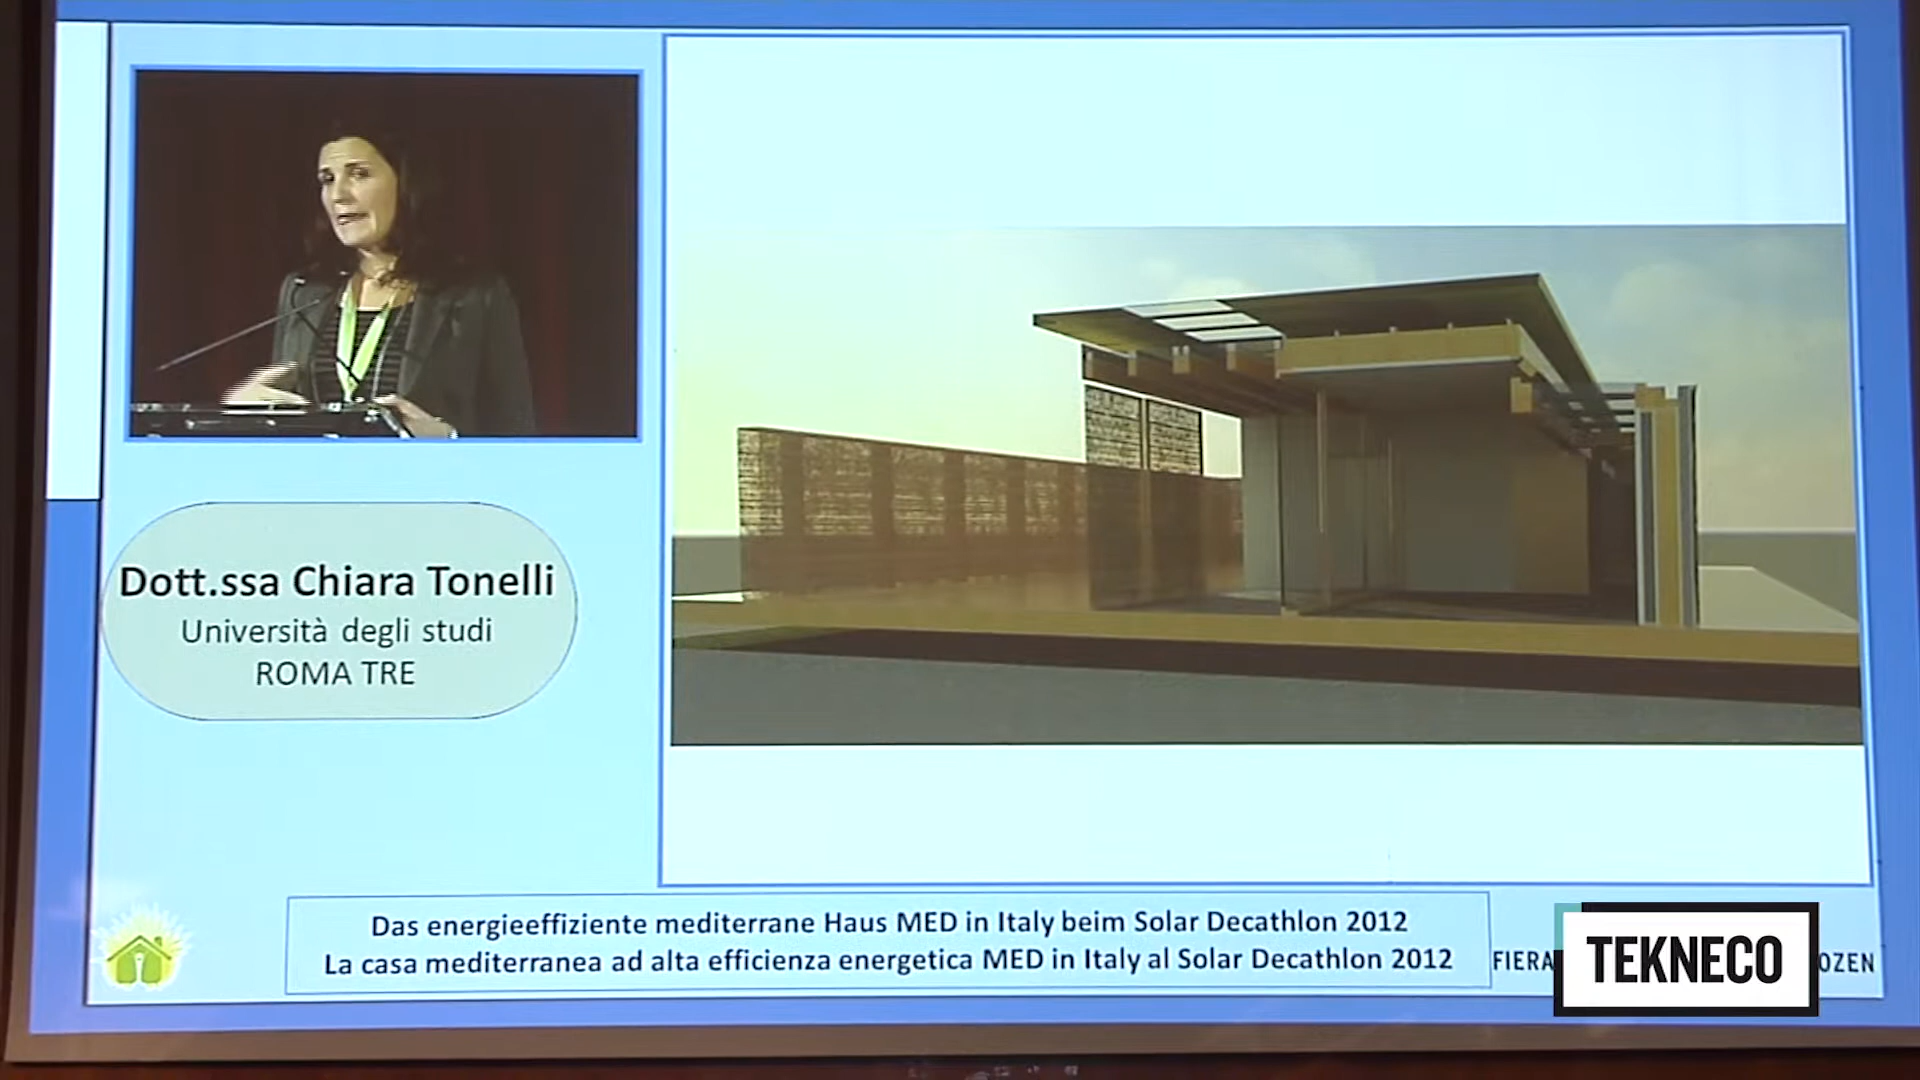 Dott.ssa Chiara Tonelli
Università degli studi
ROMA TRE
Das energieeffiziente mediterrane Haus MED in Italy beim Solar Decathlon 2012
La casa mediterranea ad alta efficienza energetica MED in Italy al Solar Decathlon 2012
FIERA
OZEN
TEKNECO